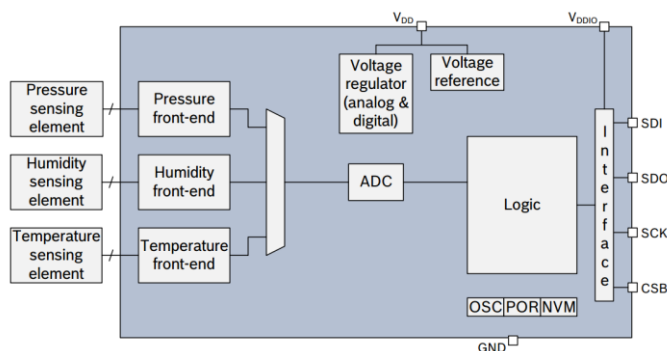 VDD
VDDIO
Pressure
sensing
element
Pressure
front-end
Voltage
regulator
(analog &
digital)
Voltage
reference
Humidity
sensing
element
Humidity
front-end
ADC
Logic
Interface
SDI
SDO
SCK
CSB
Temperature
sensing
element
Temperature
front-end
OSC POR NVM
GND